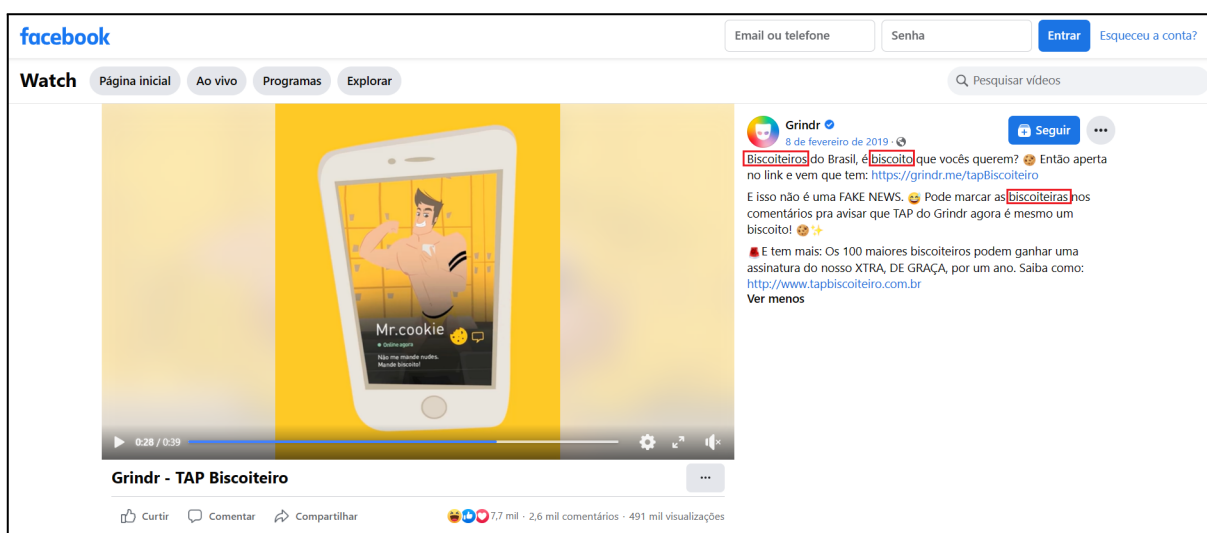 facebook
Email ou telefone
Senha
Entrar
Esqueceu a conta?
Watch
Página inicial
Ao vivo
Programas
Explorar
Pesquisar vídeos
Mr.cookie
Online agora
Não me mande nudes.
Mande biscoito!
0:28 / 0:39
Grindr - TAP Biscoiteiro
Curtir
Comentar
Compartilhar
7,7 mil · 2,6 mil comentários · 491 mil visualizações
Grindr
Seguir
8 de fevereiro de 2019 ·
Biscoiteiros do Brasil, é biscoito que vocês querem? 🍪 Então aperta
no link e vem que tem: https://grindr.me/tapBiscoiteiro
E isso não é uma FAKE NEWS. 😅 Pode marcar as biscoiteiras nos
comentários pra avisar que TAP do Grindr agora é mesmo um
biscoito! 🍪✨
E tem mais: Os 100 maiores biscoiteiros podem ganhar uma
assinatura do nosso XTRA, DE GRAÇA, por um ano. Saiba como:
http://www.tapbiscoiteiro.com.br
Ver menos